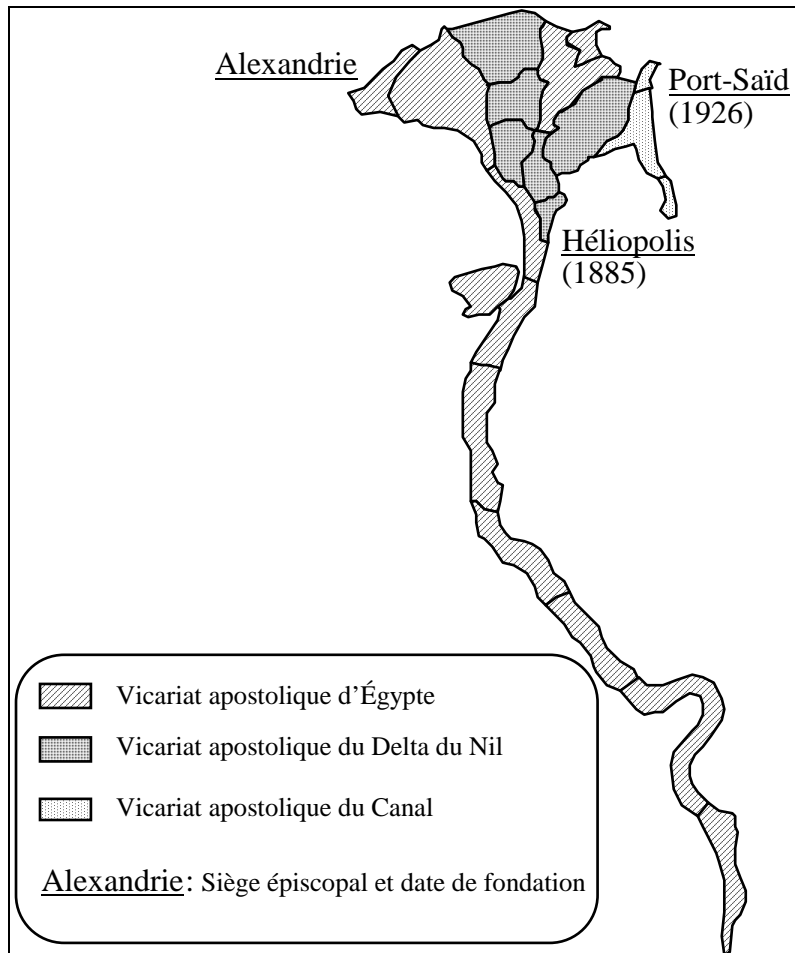 Alexandrie
Port-Saïd
(1926)
Héliopolis
(1885)
Vicariat apostolique d’Égypte
Vicariat apostolique du Delta du Nil
Vicariat apostolique du Canal
Alexandrie: Siège épiscopal et date de fondation